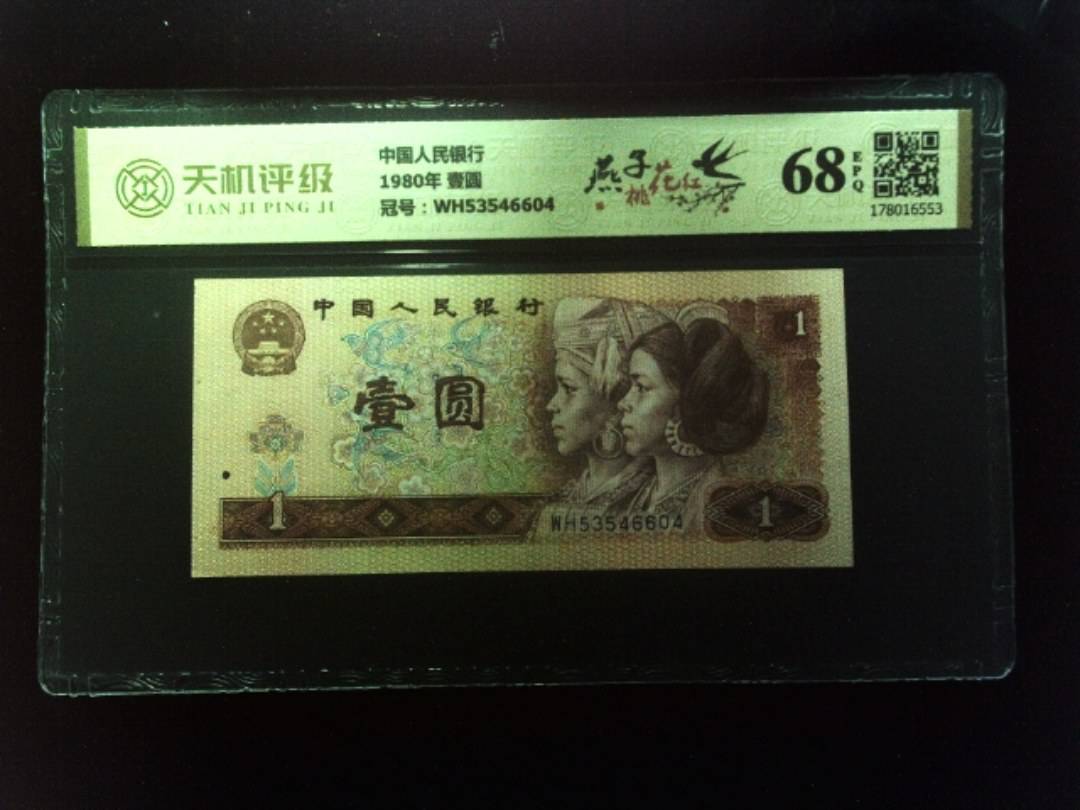 天机评级
TIAN JI PING JI
中国人民银行
1980年 壹圆
冠号：WH53546604
燕子
桃花红
68
EPQ
178016553
中国人民银行
1
壹圆
1
WH53546604
1